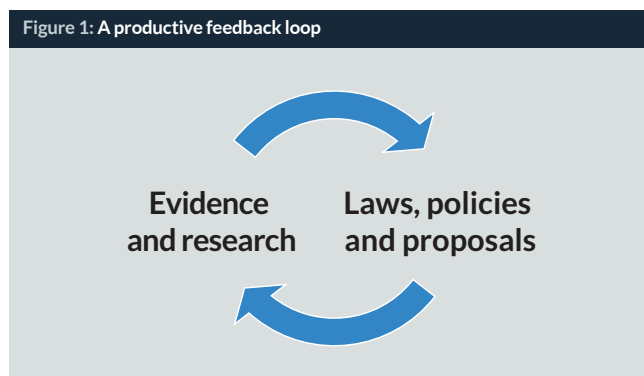 Figure 1: A productive feedback loop
Evidence
and research
Laws, policies
and proposals